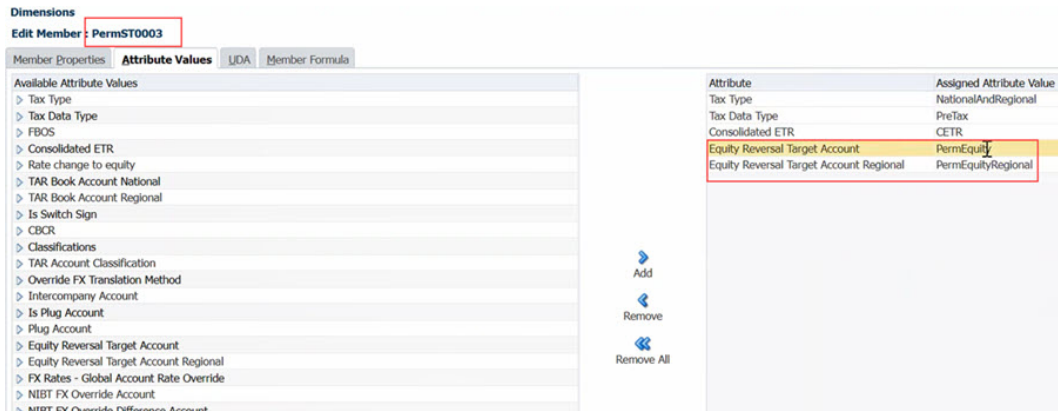 Dimensions
Edit Member : PermST0003
Member Properties Attribute Values UDA Member Formula
Available Attribute Values
Tax Type
Tax Data Type
FBOS
Consolidated ETR
Rate change to equity
TAR Book Account National
TAR Book Account Regional
Is Switch Sign
CBCR
Classifications
TAR Account Classification
Override FX Translation Method
Intercompany Account
Is Plug Account
Plug Account
Equity Reversal Target Account
Equity Reversal Target Account Regional
FX Rates - Global Account Rate Override
NIBT FX Override Account
NIBT FX Override Difference Account
Add
Remove
Remove All
Attribute Assigned Attribute Value
Tax Type NationalAndRegional
Tax Data Type PreTax
Consolidated ETR CETR
Equity Reversal Target Account PermEquity
Equity Reversal Target Account Regional PermEquityRegional